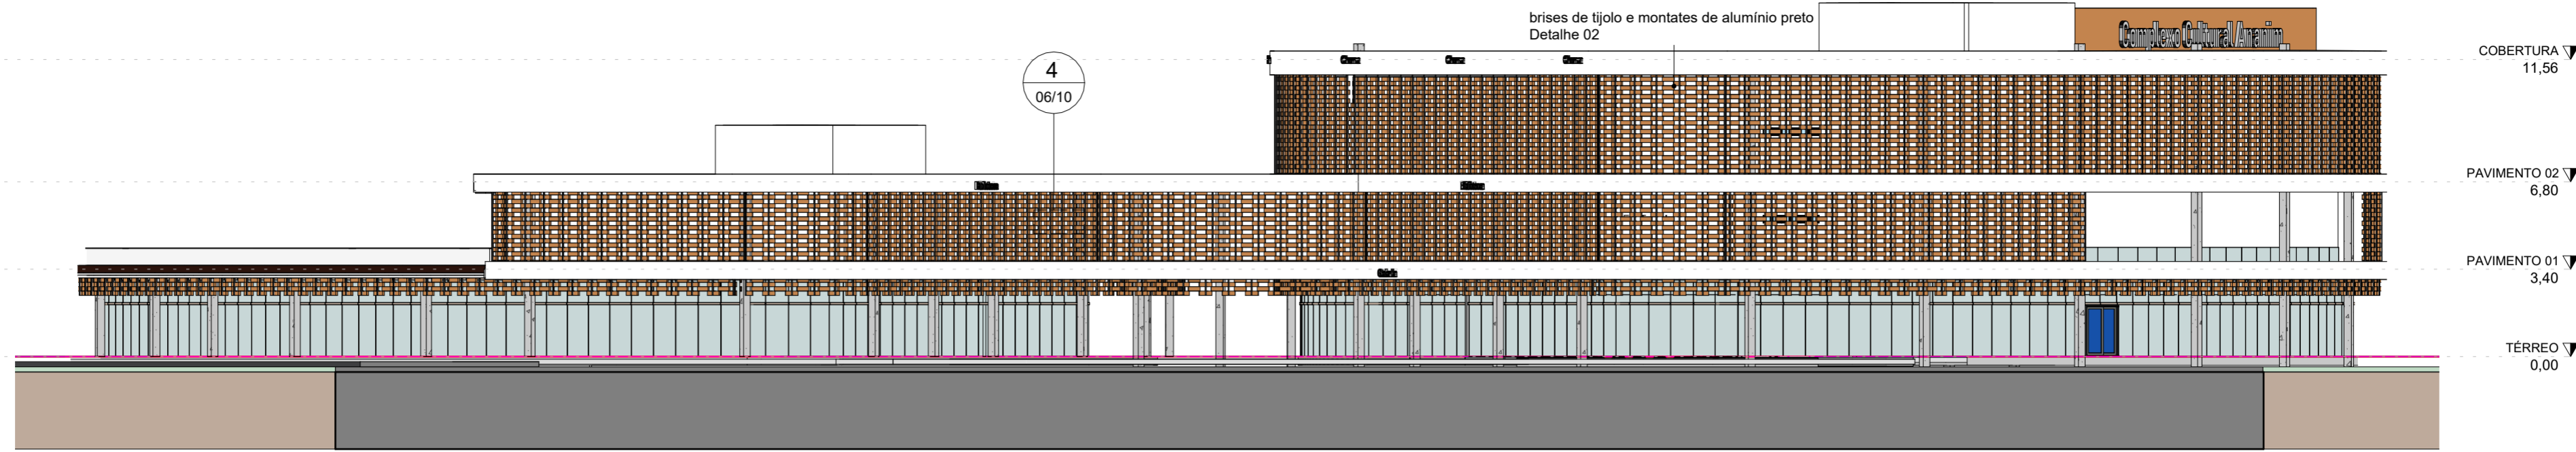 brises de tijolo e montates de alumínio preto
Detalhe 02
Complexo Cultural Ananim
4
06/10
COBERTURA
11,56
PAVIMENTO 02
6,80
PAVIMENTO 01
3,40
TÉRREO
0,00